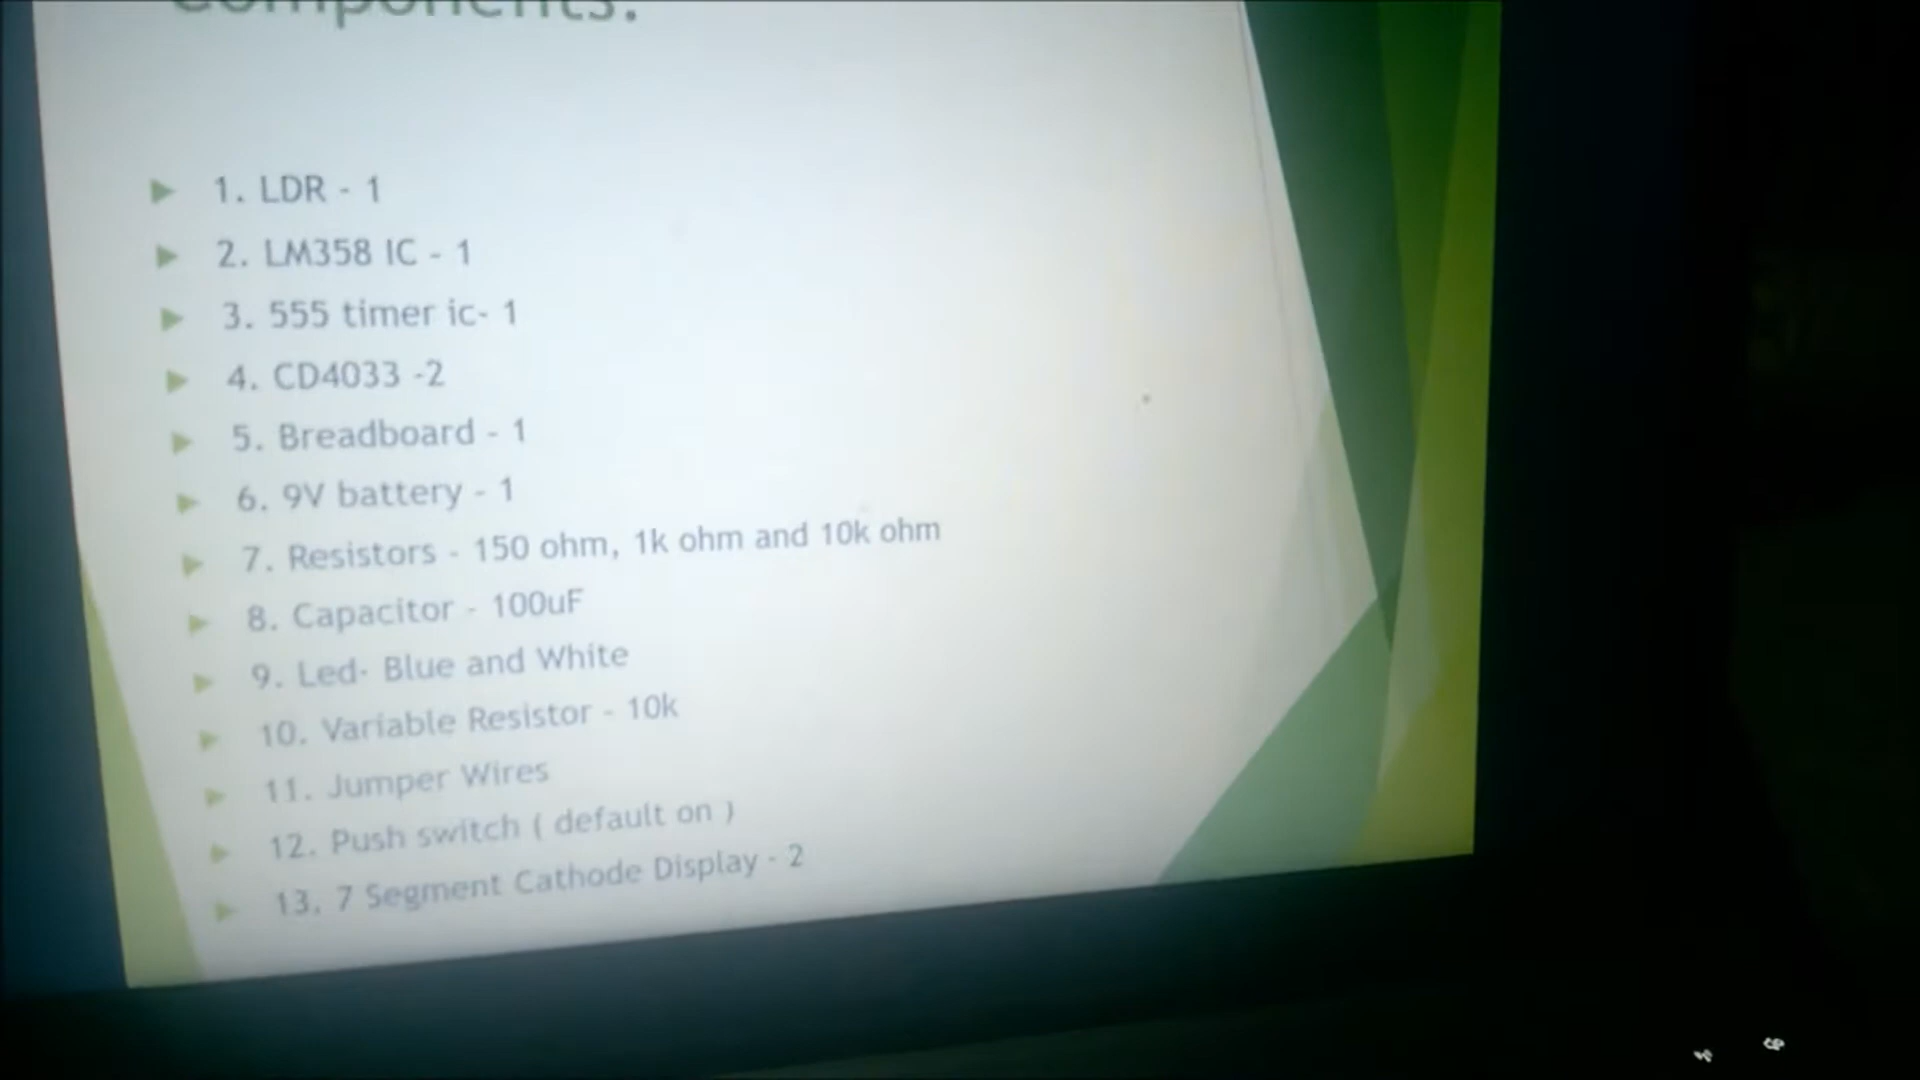 Components:
1. LDR - 1
2. LM358 IC - 1
3. 555 timer ic- 1
4. CD4033 -2
5. Breadboard - 1
6. 9V battery - 1
7. Resistors - 150 ohm, 1k ohm and 10k ohm
8. Capacitor - 100uF
9. Led- Blue and White
10. Variable Resistor - 10k
11. Jumper Wires
12. Push switch ( default on )
13. 7 Segment Cathode Display - 2